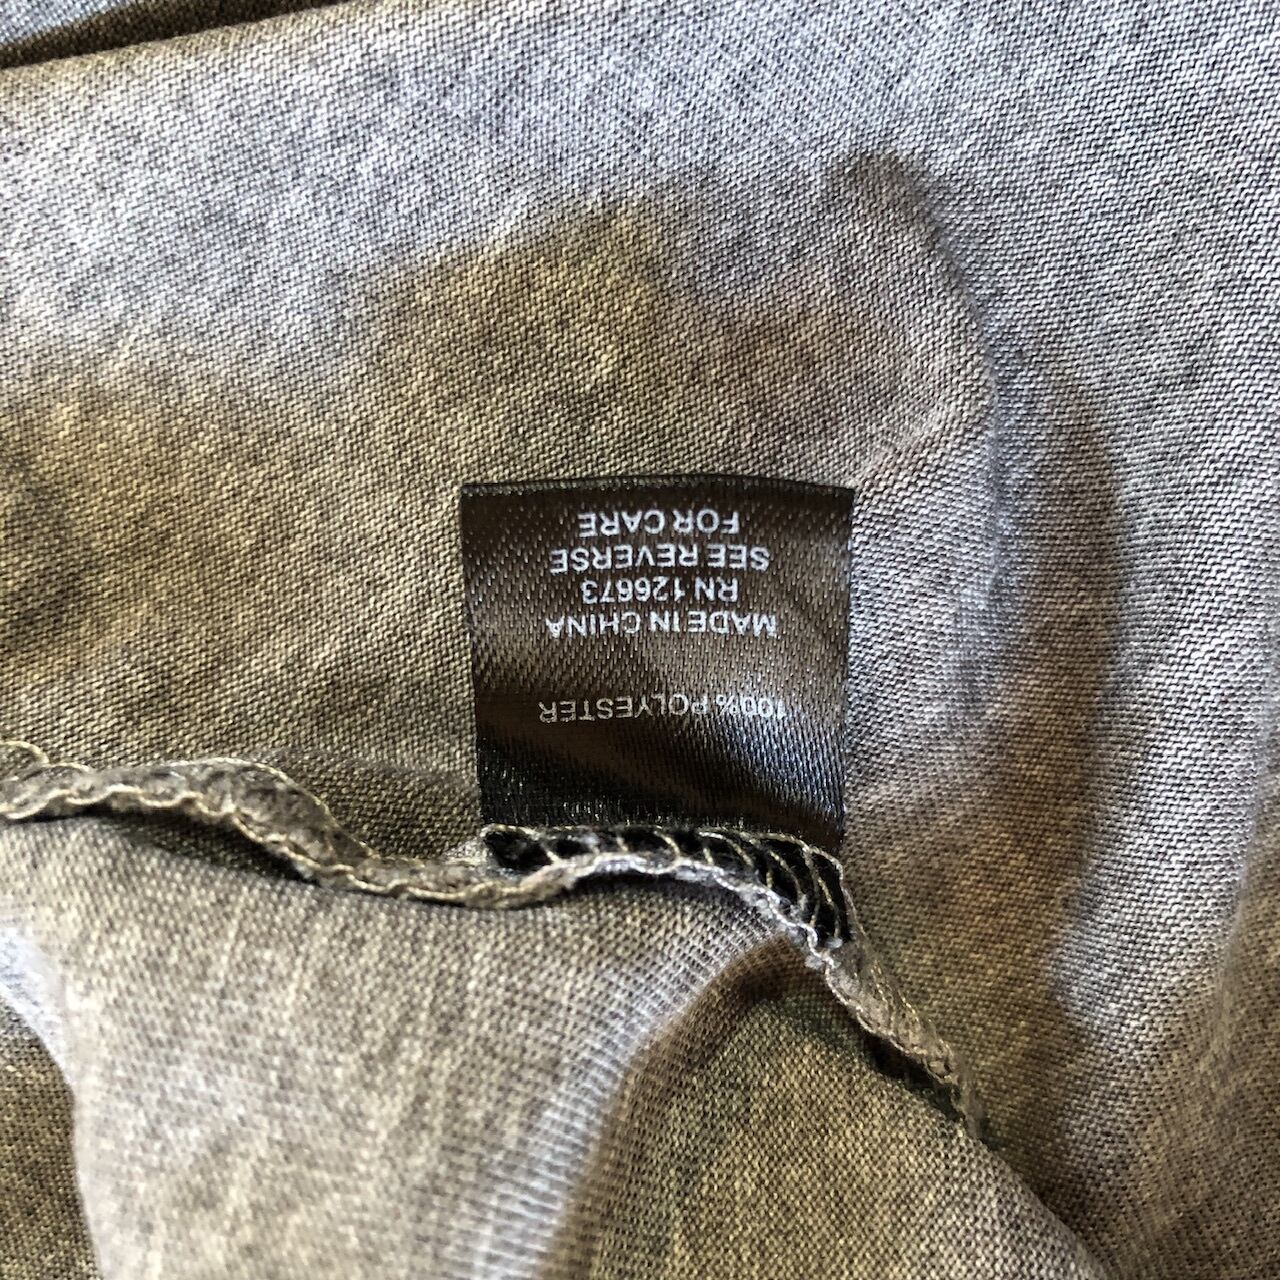 100% POLYESTER
MADE IN CHINA
RN 126673
SEE REVERSE
FOR CARE